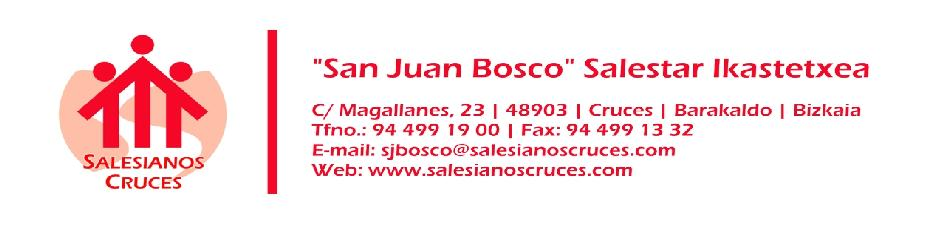 SALESIANOS
CRUCES
"San Juan Bosco" Salestar Ikastetxea
C/ Magallanes, 23 | 48903 | Cruces | Barakaldo | Bizkaia
Tfno.: 94 499 19 00 | Fax: 94 499 13 32
E-mail: sjbosco@salesianoscruces.com
Web: www.salesianoscruces.com